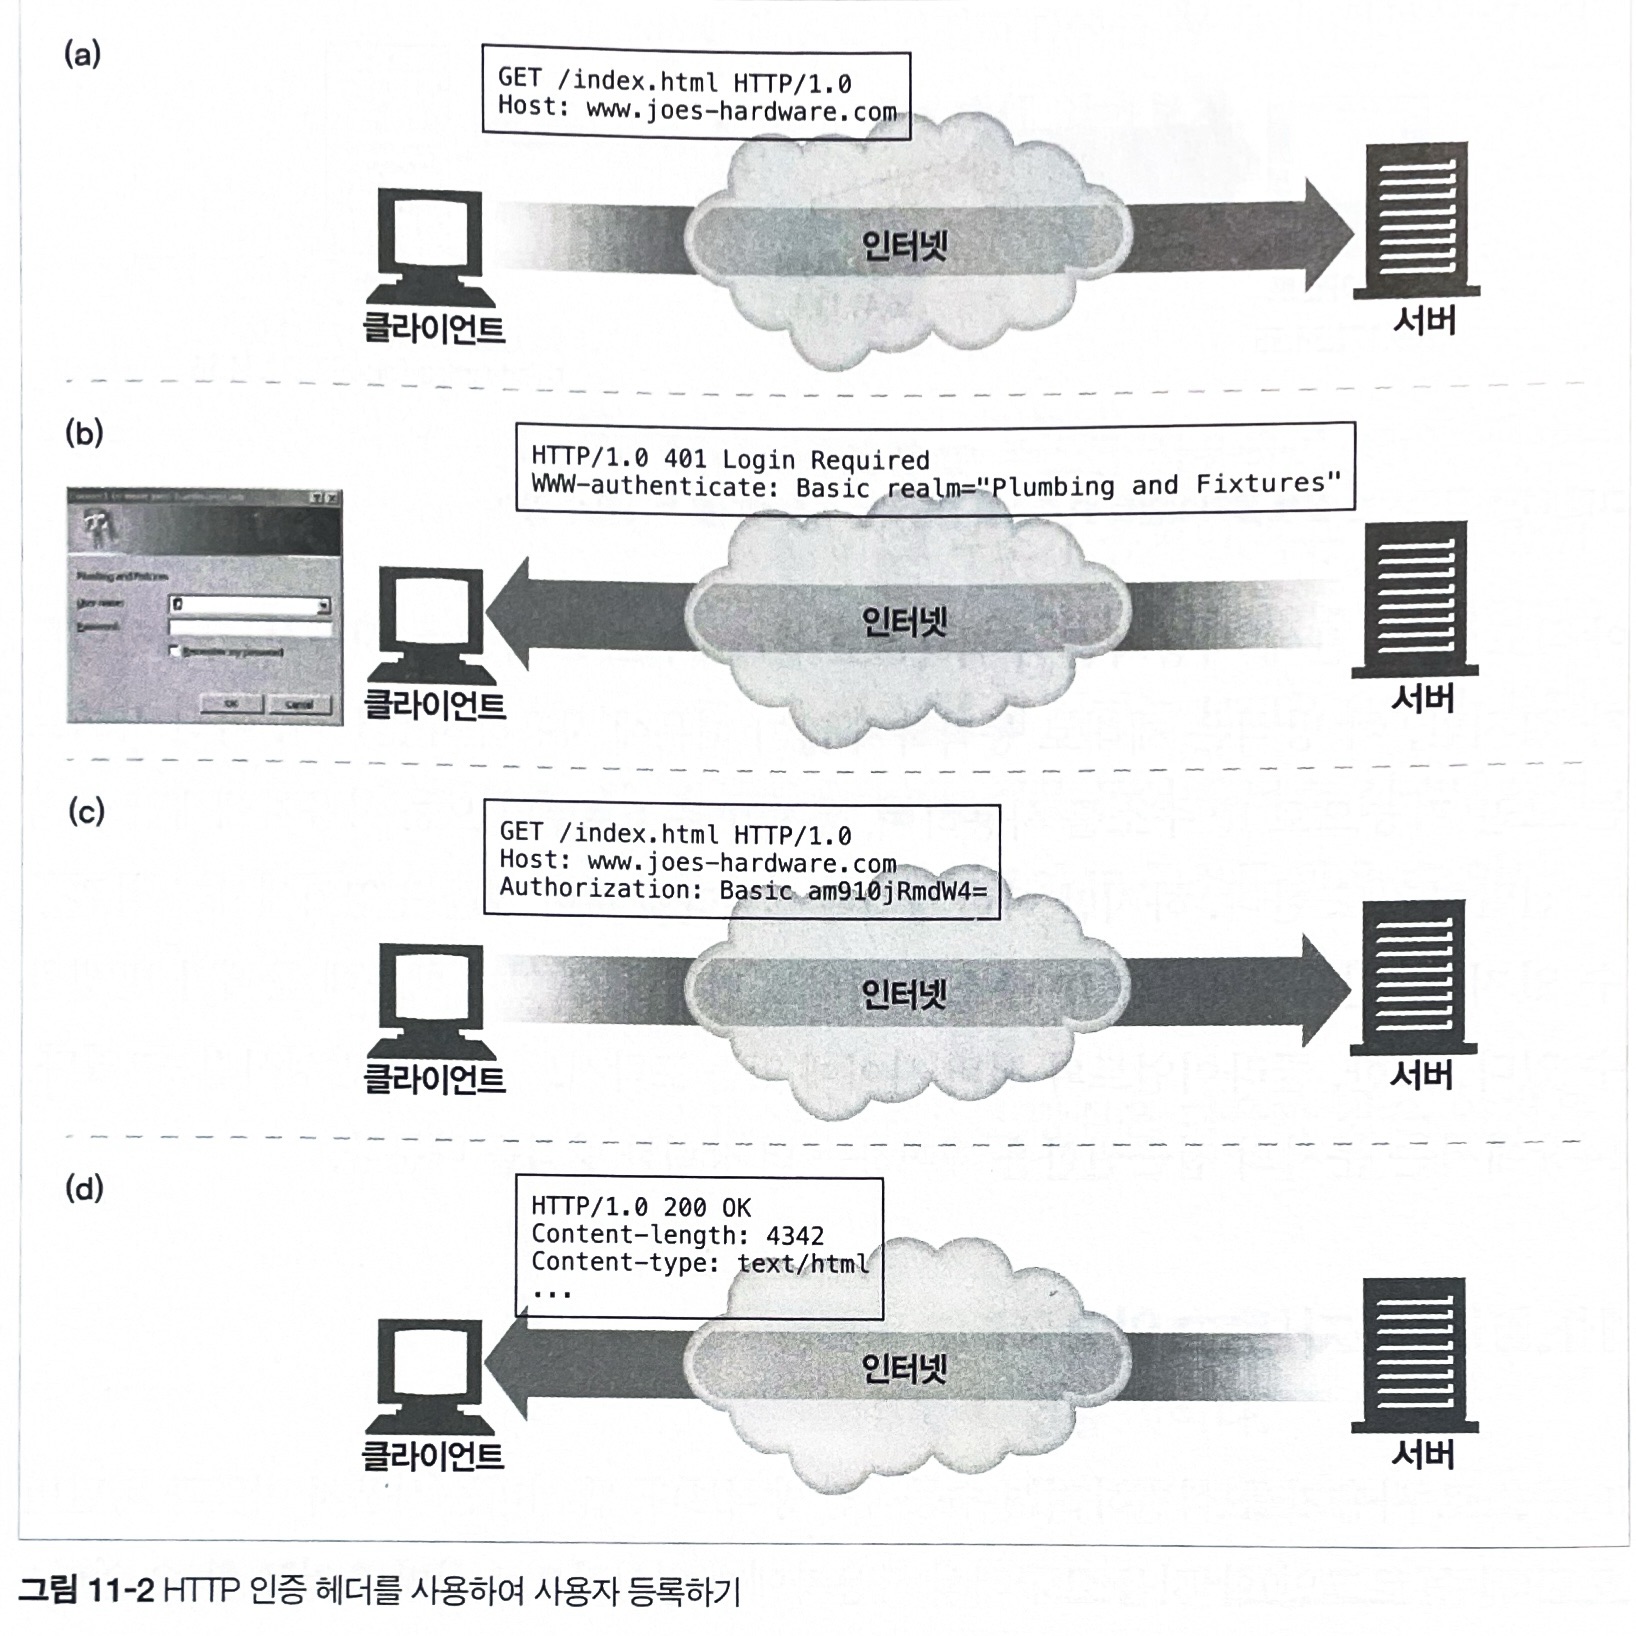 (a)
GET /index.html HTTP/1.0
Host: www.joes-hardware.com
인터넷
클라이언트
서버
(b)
HTTP/1.0 401 Login Required
WWW-authenticate: Basic realm="Plumbing and Fixtures"
Plumbing and Fixtures
User name:
Password:
Remember my password
OK
Cancel
인터넷
클라이언트
서버
(c)
GET /index.html HTTP/1.0
Host: www.joes-hardware.com
Authorization: Basic am910jRmdW4=
인터넷
클라이언트
서버
(d)
HTTP/1.0 200 OK
Content-length: 4342
Content-type: text/html
...
인터넷
클라이언트
서버
그림 11-2 HTTP 인증 헤더를 사용하여 사용자 등록하기